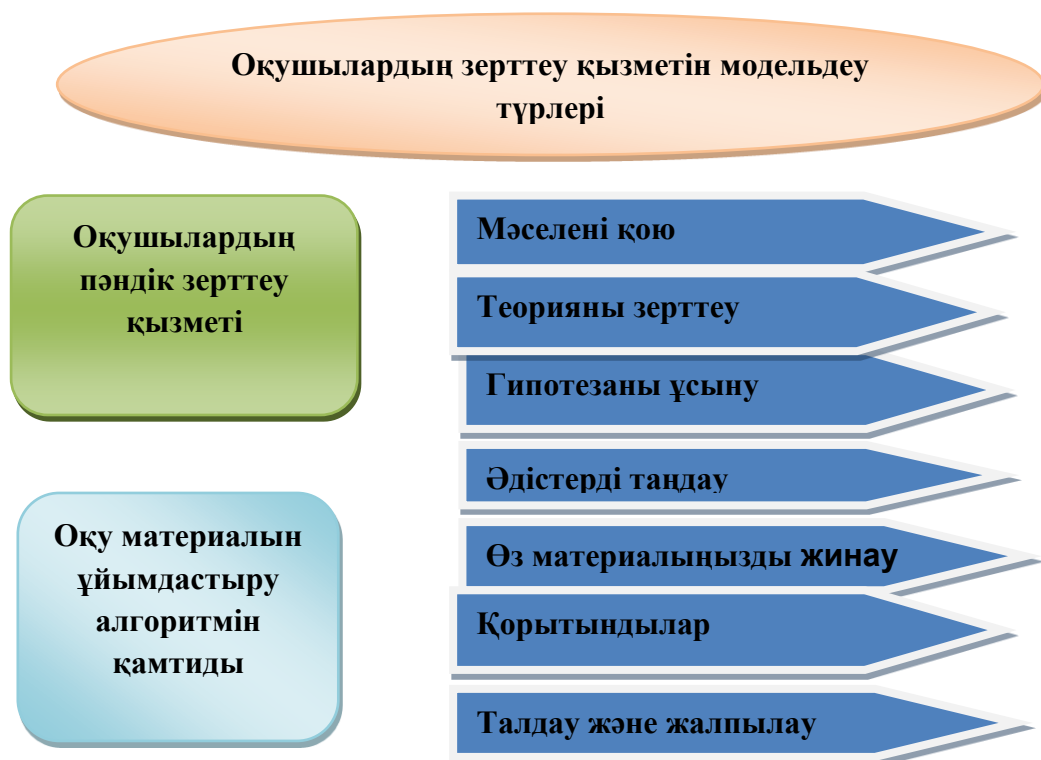 Оқушылардың зерттеу қызметін модельдеу
түрлері
Оқушылардың
пәндік зерттеу
қызметі
Оқу материалын
ұйымдастыру
алгоритмін
қамтиды
Мәселені қою
Теорияны зерттеу
Гипотезаны ұсыну
Әдістерді таңдау
Өз материалыңызды жинау
Қорытындылар
Талдау және жалпылау